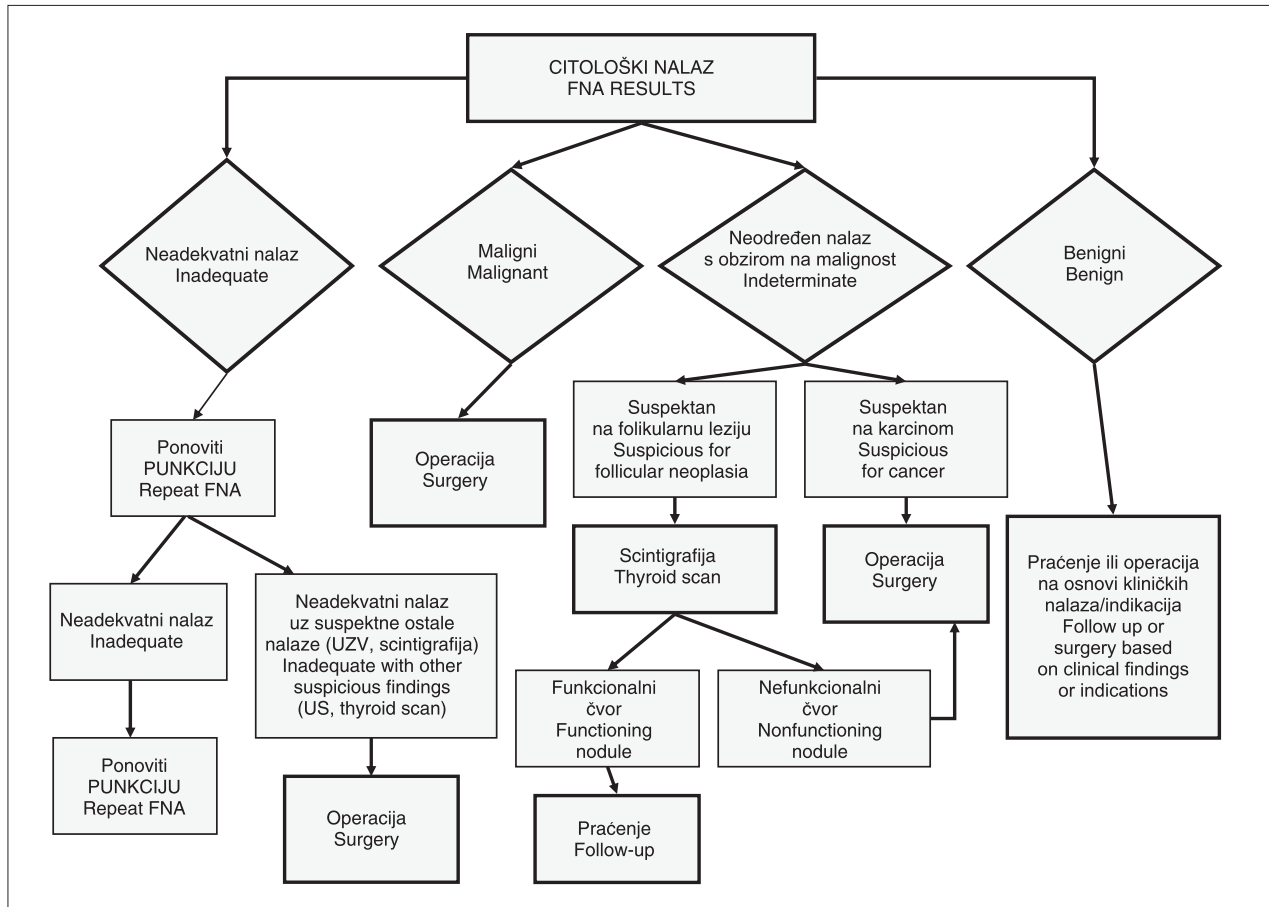 CITOLOŠKI NALAZ
FNA RESULTS
Neadekvatni nalaz
Inadequate
Maligni
Malignant
Neodređen nalaz
s obzirom na malignost
Indeterminate
Benigni
Benign
Ponoviti
PUNKCIJU
Repeat FNA
Operacija
Surgery
Suspektan
na folikularnu leziju
Suspicious for
follicular neoplasia
Suspektan
na karcinom
Suspicious
for cancer
Scintigrafija
Thyroid scan
Operacija
Surgery
Praćenje ili operacija
na osnovi kliničkih
nalaza/indikacija
Follow up or
surgery based
on clinical findings
or indications
Neadekvatni nalaz
Inadequate
Neadekvatni nalaz
uz suspektne ostale
nalaze (UZV, scintigrafija)
Inadequate with other
suspicious findings
(US, thyroid scan)
Funkcionalni
čvor
Functioning
nodule
Nefunkcionalni
čvor
Nonfunctioning
nodule
Ponoviti
PUNKCIJU
Repeat FNA
Operacija
Surgery
Praćenje
Follow-up